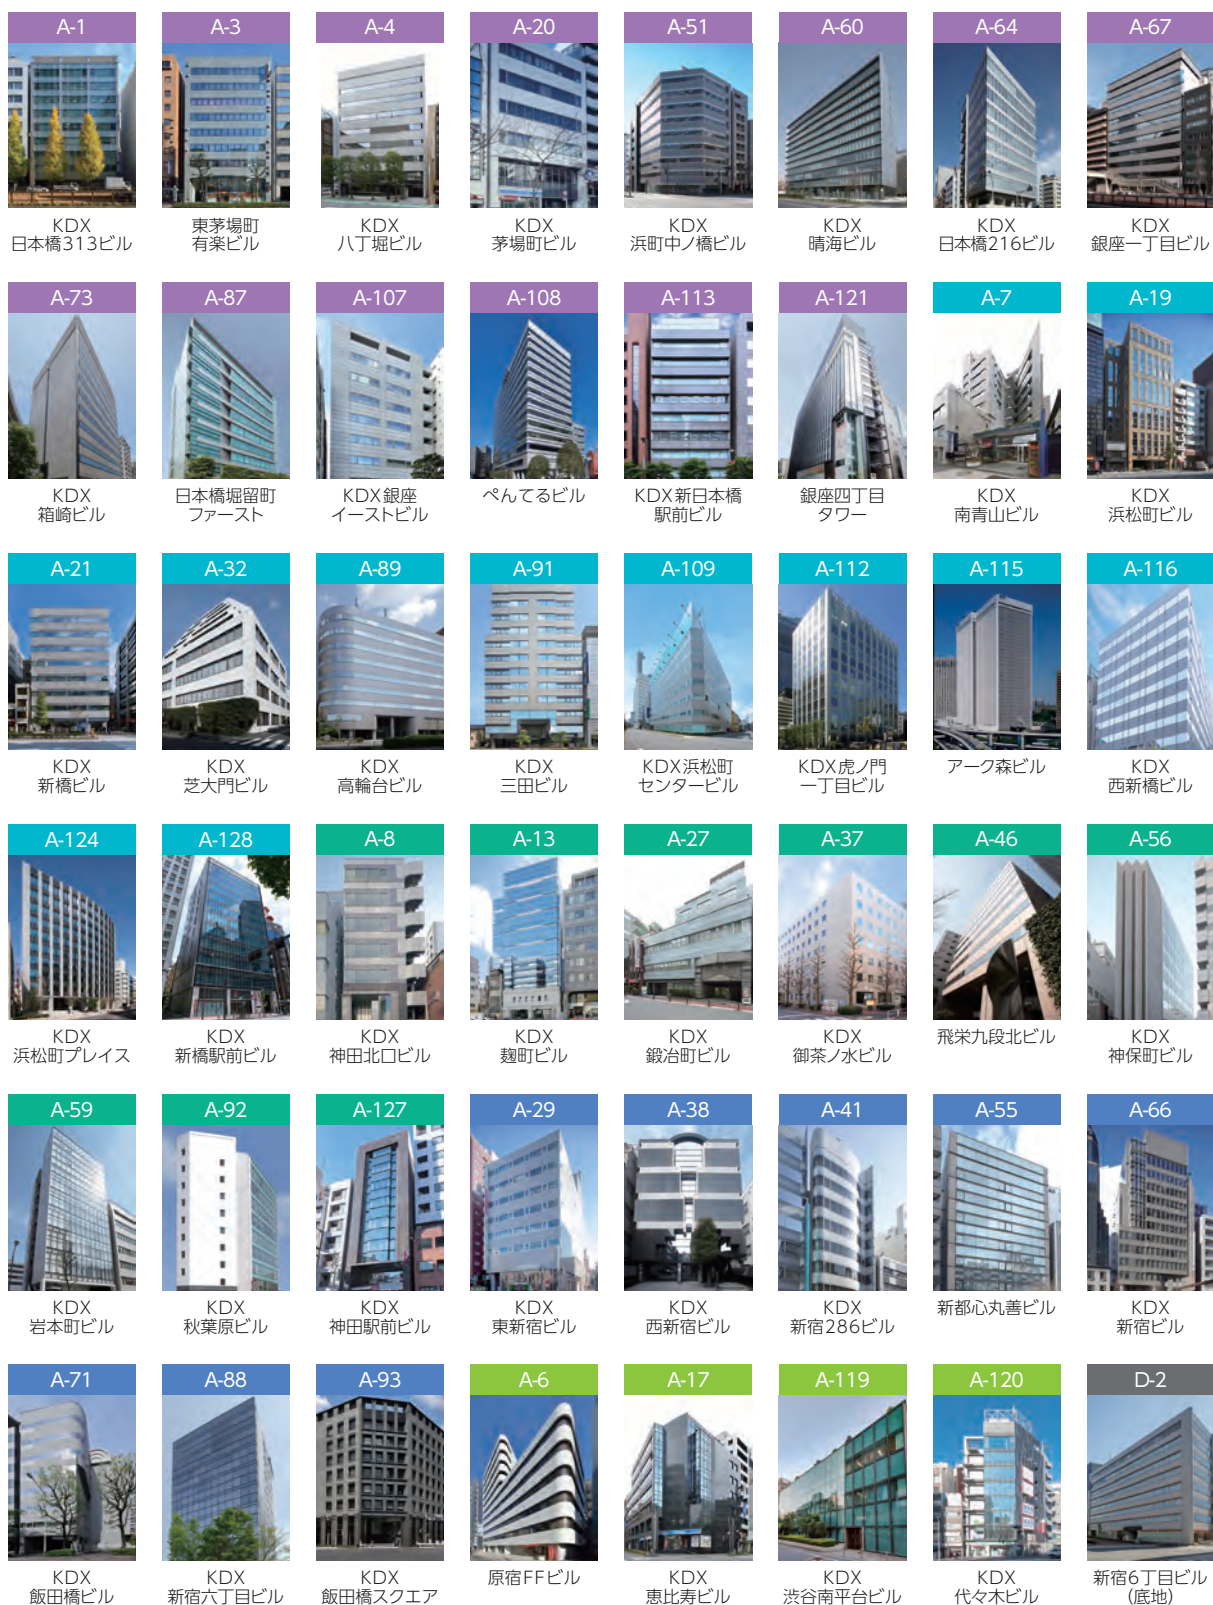 A-1 A-3 A-4 A-20 A-51 A-60 A-64 A-67
KDX
日本橋313ビル
東茅場町
有楽ビル
KDX
八丁堀ビル
KDX
茅場町ビル
KDX
浜町中ノ橋ビル
KDX
晴海ビル
KDX
日本橋216ビル
KDX
銀座一丁目ビル
A-73 A-87 A-107 A-108 A-113 A-121 A-7 A-19
KDX
箱崎ビル
日本橋堀留町
ファースト
KDX銀座
イーストビル
ぺんてるビル
KDX新日本橋
駅前ビル
銀座四丁目
タワー
KDX
南青山ビル
KDX
浜松町ビル
A-21 A-32 A-89 A-91 A-109 A-112 A-115 A-116
KDX
新橋ビル
KDX
芝大門ビル
KDX
高輪台ビル
KDX
三田ビル
KDX浜松町
センタービル
KDX虎ノ門
一丁目ビル
アーク森ビル
KDX
西新橋ビル
A-124 A-128 A-8 A-13 A-27 A-37 A-46 A-56
KDX
浜松町プレイス
KDX
新橋駅前ビル
KDX
神田北口ビル
KDX
麹町ビル
KDX
鍛冶町ビル
KDX
御茶ノ水ビル
飛栄九段北ビル
KDX
神保町ビル
A-59 A-92 A-127 A-29 A-38 A-41 A-55 A-66
KDX
岩本町ビル
KDX
秋葉原ビル
KDX
神田駅前ビル
KDX
東新宿ビル
KDX
西新宿ビル
KDX
新宿286ビル
新都心丸善ビル
KDX
新宿ビル
A-71 A-88 A-93 A-6 A-17 A-119 A-120 D-2
KDX
飯田橋ビル
KDX
新宿六丁目ビル
KDX
飯田橋スクエア
原宿FFビル
KDX
恵比寿ビル
KDX
渋谷南平台ビル
KDX
代々木ビル
新宿6丁目ビル
(底地)